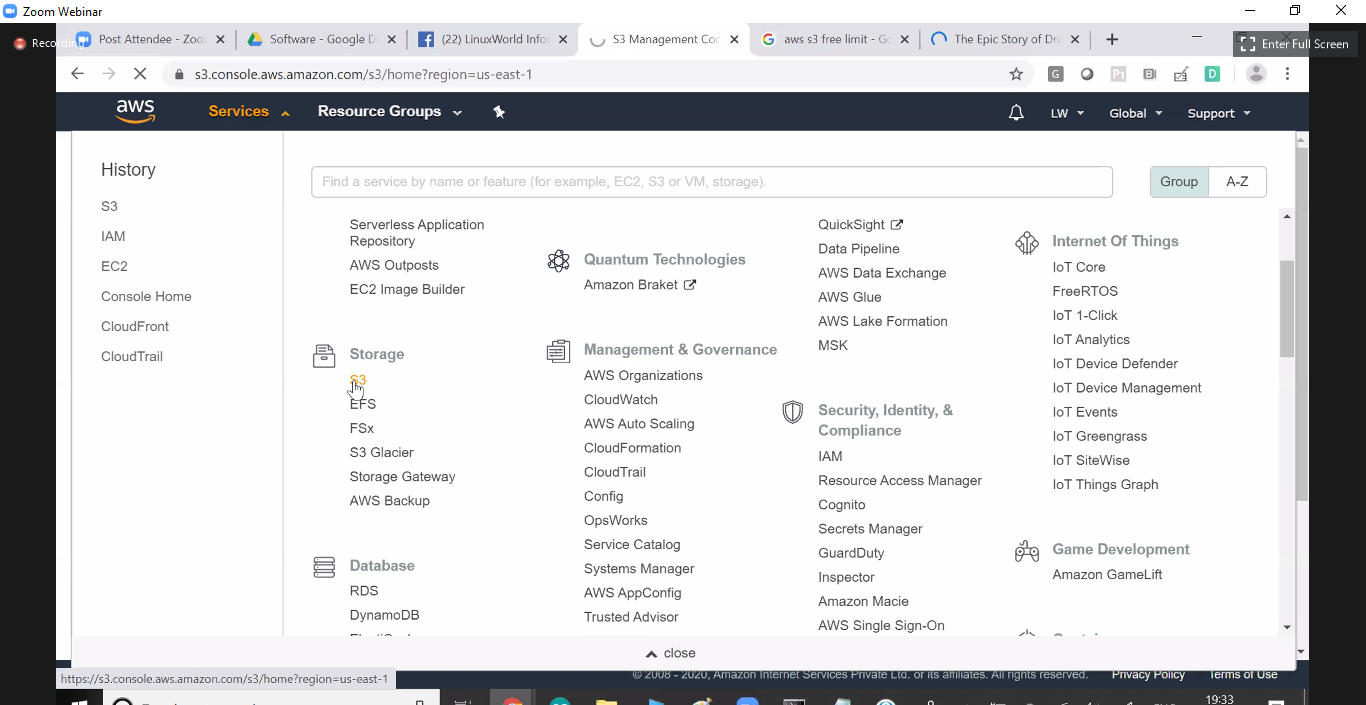 Zoom Webinar
Recording
Post Attendee - Zoo
Software - Google D
(22) LinuxWorld Info
S3 Management Con
aws s3 free limit - Go
The Epic Story of Dr
Enter Full Screen
s3.console.aws.amazon.com/s3/home?region=us-east-1
aws
Services
Resource Groups
LW
Global
Support
History
S3
IAM
EC2
Console Home
CloudFront
CloudTrail
Find a service by name or feature (for example, EC2, S3 or VM, storage).
Group
A-Z
Serverless Application
Repository
AWS Outposts
EC2 Image Builder
Storage
S3
EFS
FSx
S3 Glacier
Storage Gateway
AWS Backup
Database
RDS
DynamoDB
Quantum Technologies
Amazon Braket
Management & Governance
AWS Organizations
CloudWatch
AWS Auto Scaling
CloudFormation
CloudTrail
Config
OpsWorks
Service Catalog
Systems Manager
AWS AppConfig
Trusted Advisor
QuickSight
Data Pipeline
AWS Data Exchange
AWS Glue
AWS Lake Formation
MSK
Security, Identity, &
Compliance
IAM
Resource Access Manager
Cognito
Secrets Manager
GuardDuty
Inspector
Amazon Macie
AWS Single Sign-On
Internet Of Things
IoT Core
FreeRTOS
IoT 1-Click
IoT Analytics
IoT Device Defender
IoT Device Management
IoT Events
IoT Greengrass
IoT SiteWise
IoT Things Graph
Game Development
Amazon GameLift
close
https://s3.console.aws.amazon.com/s3/home?region=us-east-1
© 2008 - 2020, Amazon Internet Services Private Ltd. or its affiliates. All rights reserved.
Privacy Policy
Terms of Use
19:33